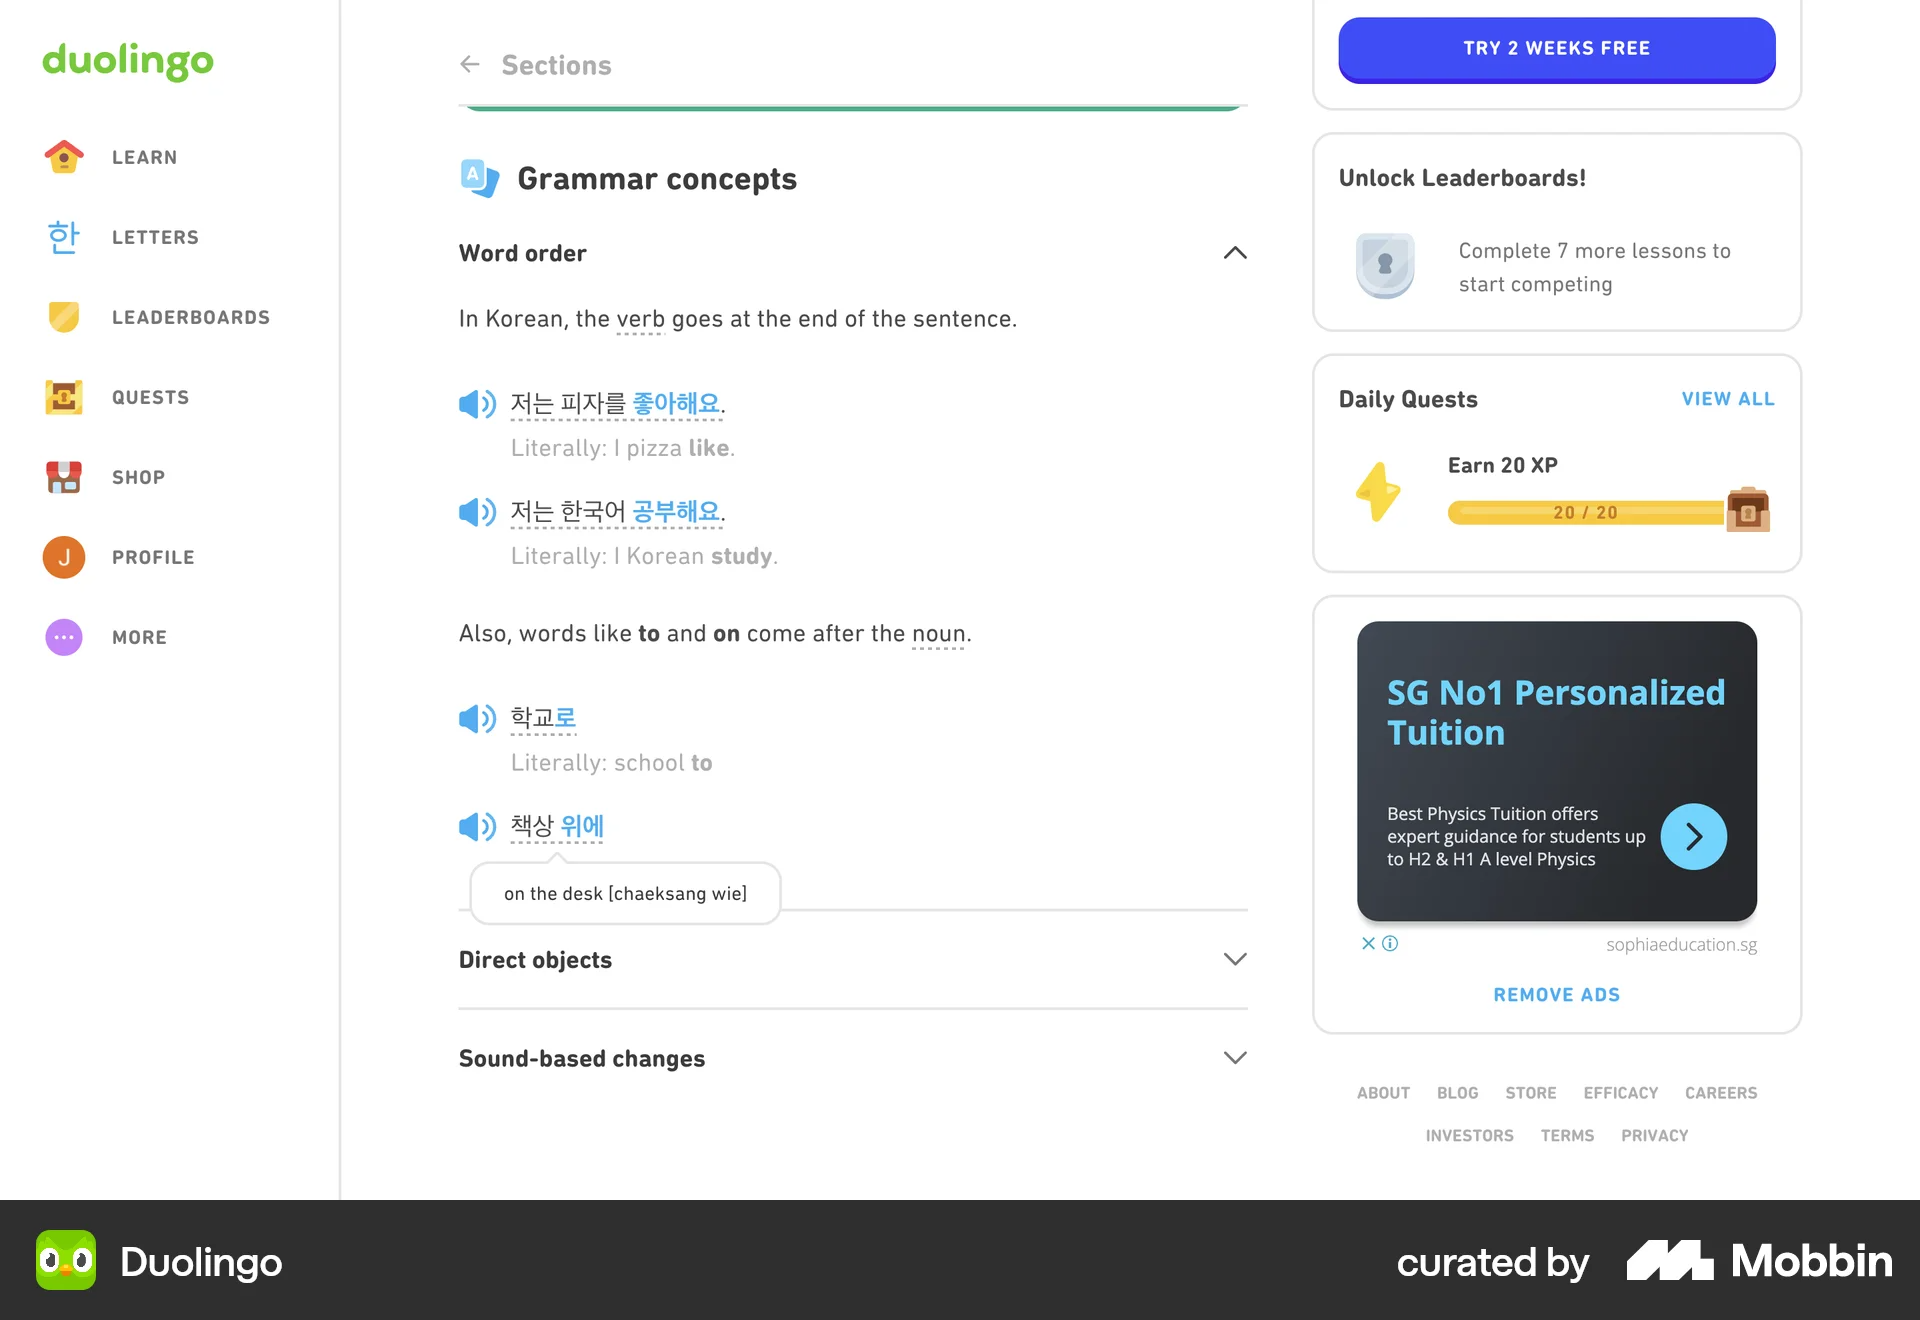 duolingo
LEARN
한
LETTERS
LEADERBOARDS
QUESTS
SHOP
J
PROFILE
MORE
Sections
A
Grammar concepts
Word order
In Korean, the verb goes at the end of the sentence.
저는 피자를 좋아해요.
Literally: I pizza like.
저는 한국어 공부해요.
Literally: I Korean study.
Also, words like to and on come after the noun.
학교로
Literally: school to
책상 위에
on the desk [chaeksang wie]
Direct objects
Sound-based changes
TRY 2 WEEKS FREE
Unlock Leaderboards!
Complete 7 more lessons to
start competing
Daily Quests
VIEW ALL
Earn 20 XP
20 / 20
SG No1 Personalized
Tuition
Best Physics Tuition offers
expert guidance for students up
to H2 & H1 A level Physics
sophiaeducation.sg
REMOVE ADS
ABOUT BLOG STORE EFFICACY CAREERS
INVESTORS TERMS PRIVACY
Duolingo
curated by Mobbin